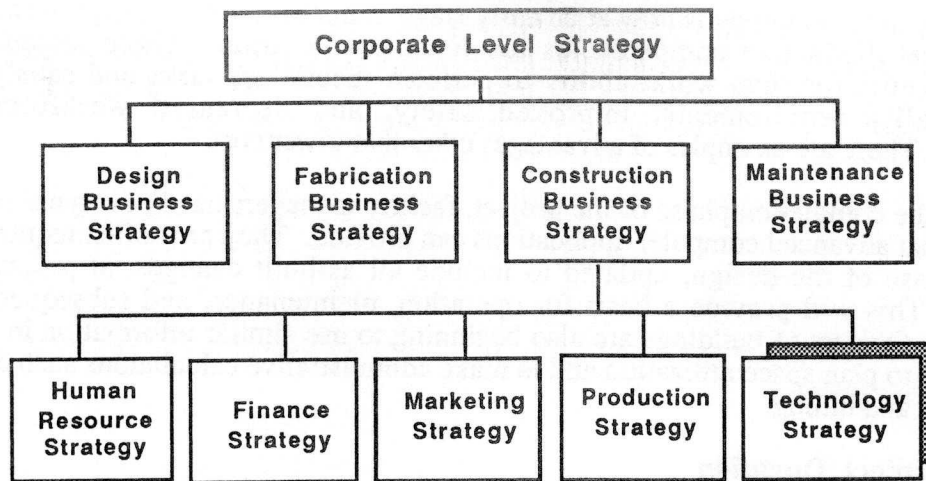 Corporate Level Strategy
Design
Business
Strategy
Fabrication
Business
Strategy
Construction
Business
Strategy
Maintenance
Business
Strategy
Human
Resource
Strategy
Finance
Strategy
Marketing
Strategy
Production
Strategy
Technology
Strategy